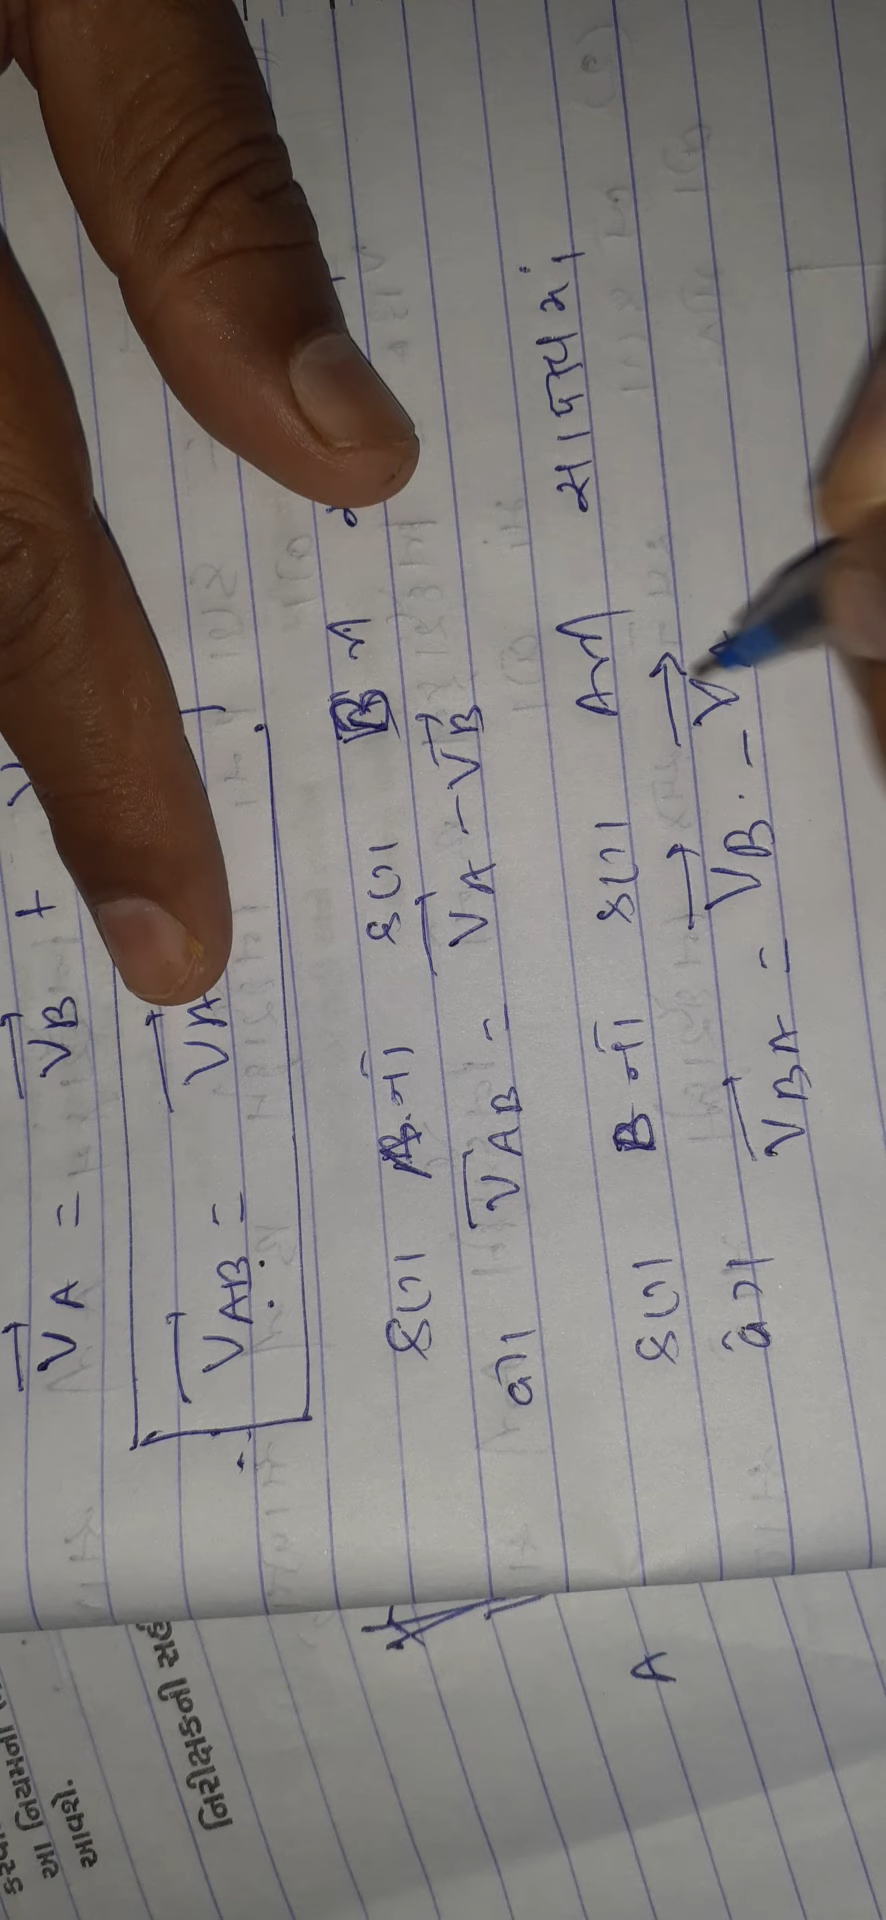 V⃗A = V⃗B +
V⃗AB = V⃗A
કણ A નો કણ B ના
વેગ V⃗AB = V⃗A - V⃗B
કણ B નો કણ A ના સાપેક્ષમાં
વેગ V⃗BA = V⃗B - V⃗A
A
આ નિયમના
આવશે.
નિરીક્ષકની